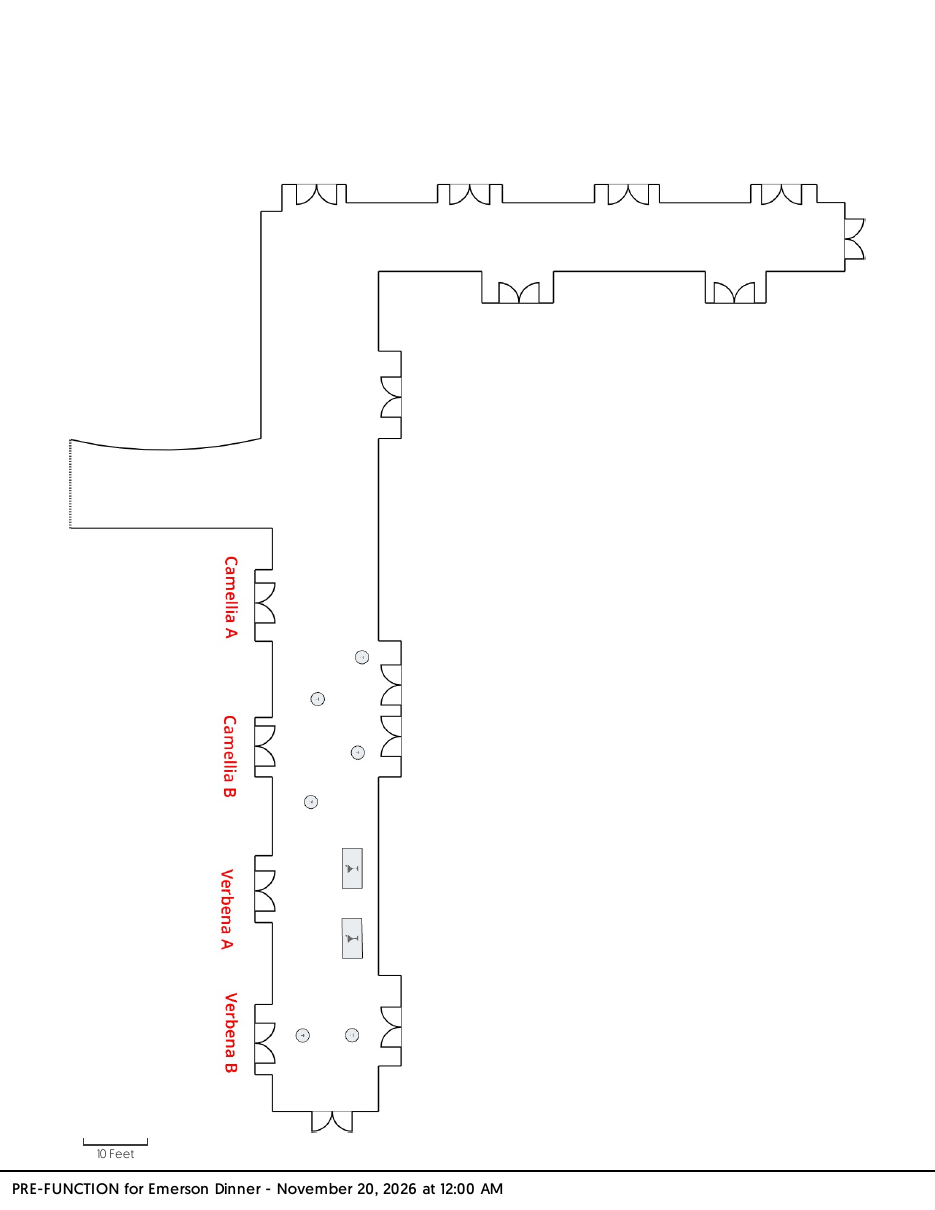 Camellia A
Camellia B
Verbena A
Verbena B
10 Feet
PRE-FUNCTION for Emerson Dinner - November 20, 2026 at 12:00 AM